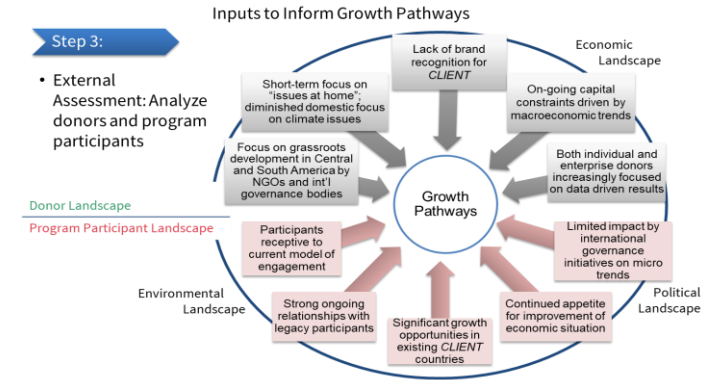 Inputs to Inform Growth Pathways
Step 3:
• External
Assessment: Analyze
donors and program
participants
Economic
Landscape
Lack of brand
recognition for
CLIENT
Short-term focus on
"issues at home";
diminished domestic focus
on climate issues
On-going capital
constraints driven by
macroeconomic trends
Focus on grassroots
development in Central
and South America by
NGOs and int'l
governance bodies
Both individual and
enterprise donors
increasingly focused
on data driven results
Growth
Pathways
Donor Landscape
Program Participant Landscape
Participants
receptive to
current model of
engagement
Limited impact by
international
governance
initiatives on micro
trends
Environmental
Landscape
Political
Landscape
Strong ongoing
relationships with
legacy participants
Significant growth
opportunities in
existing CLIENT
countries
Continued appetite
for improvement of
economic situation